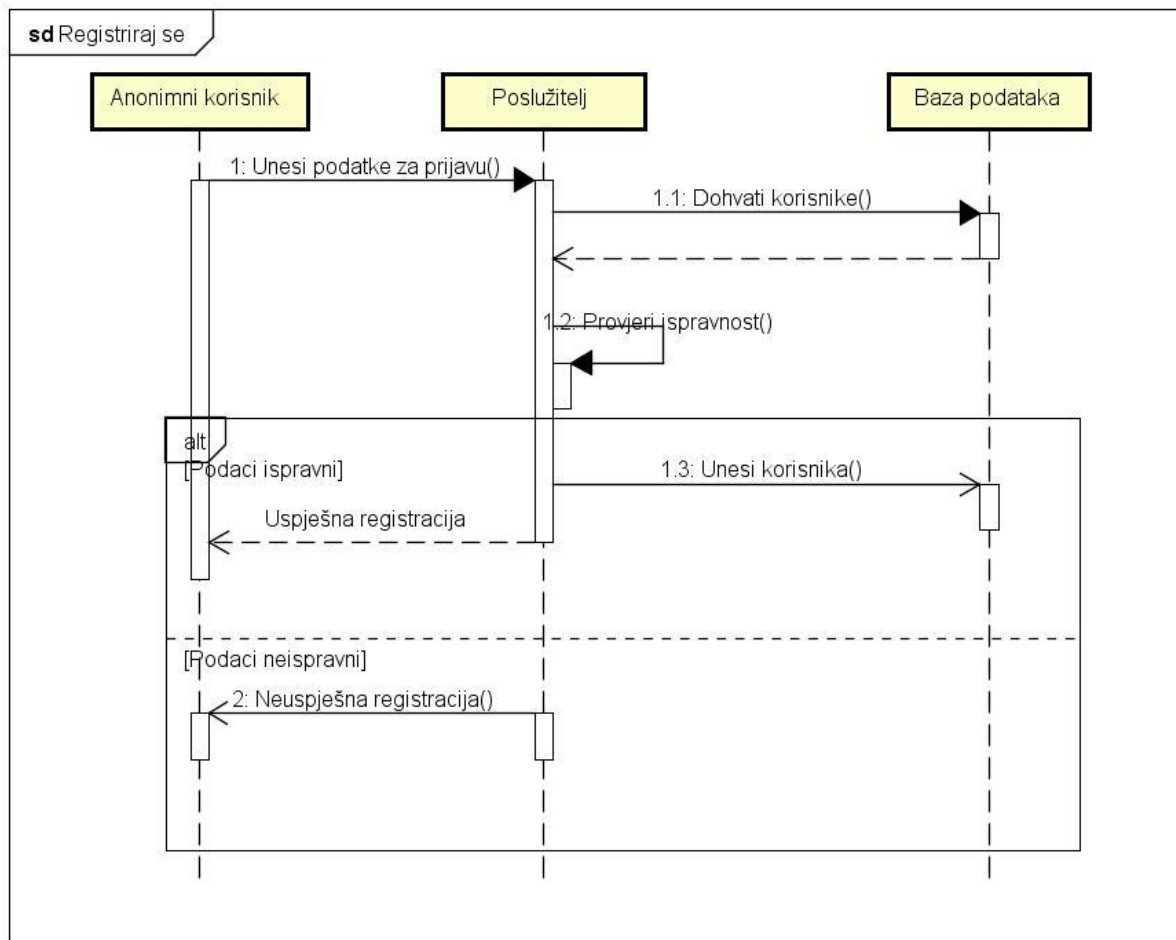 sd Registriraj se
Anonimni korisnik
Poslužitelj
Baza podataka
1: Unesi podatke za prijavu()
1.1: Dohvati korisnike()
1.2: Provjeri ispravnost()
alt
[Podaci ispravni]
1.3: Unesi korisnika()
Uspješna registracija
[Podaci neispravni]
2: Neuspješna registracija()